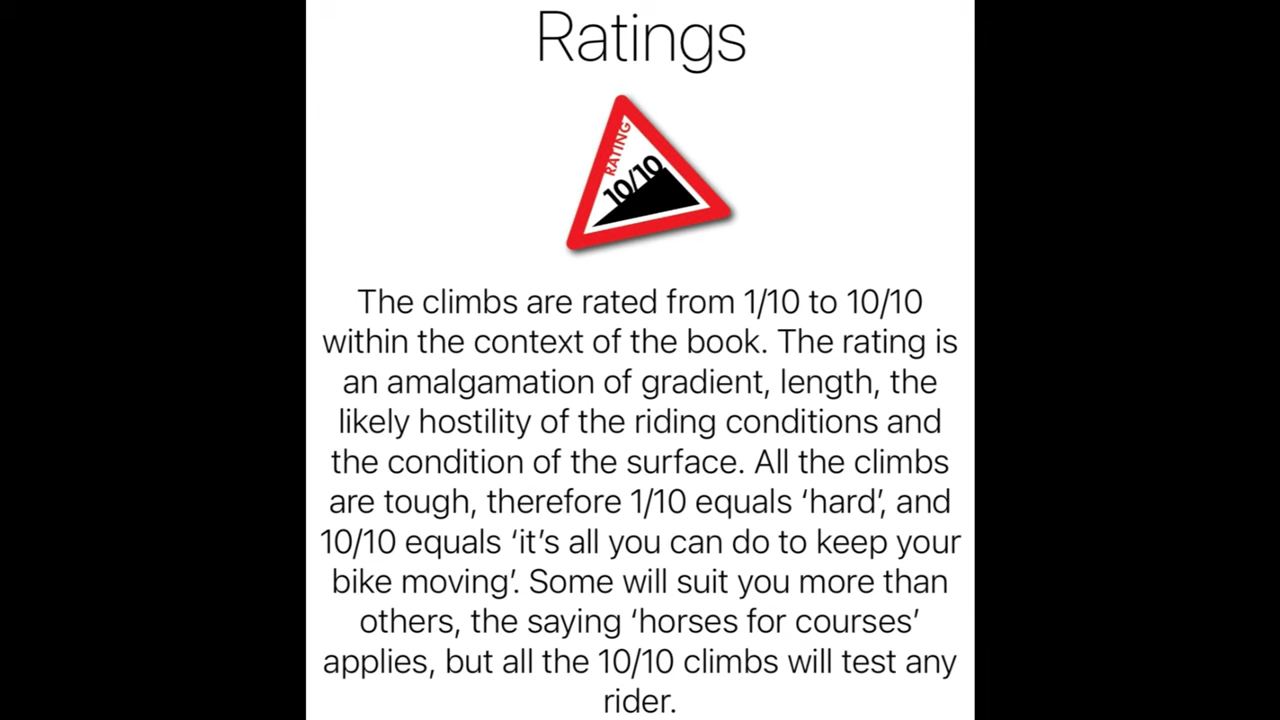 Ratings
RATING
10/10
The climbs are rated from 1/10 to 10/10
within the context of the book. The rating is
an amalgamation of gradient, length, the
likely hostility of the riding conditions and
the condition of the surface. All the climbs
are tough, therefore 1/10 equals ‘hard’, and
10/10 equals ‘it’s all you can do to keep your
bike moving’. Some will suit you more than
others, the saying ‘horses for courses’
applies, but all the 10/10 climbs will test any
rider.